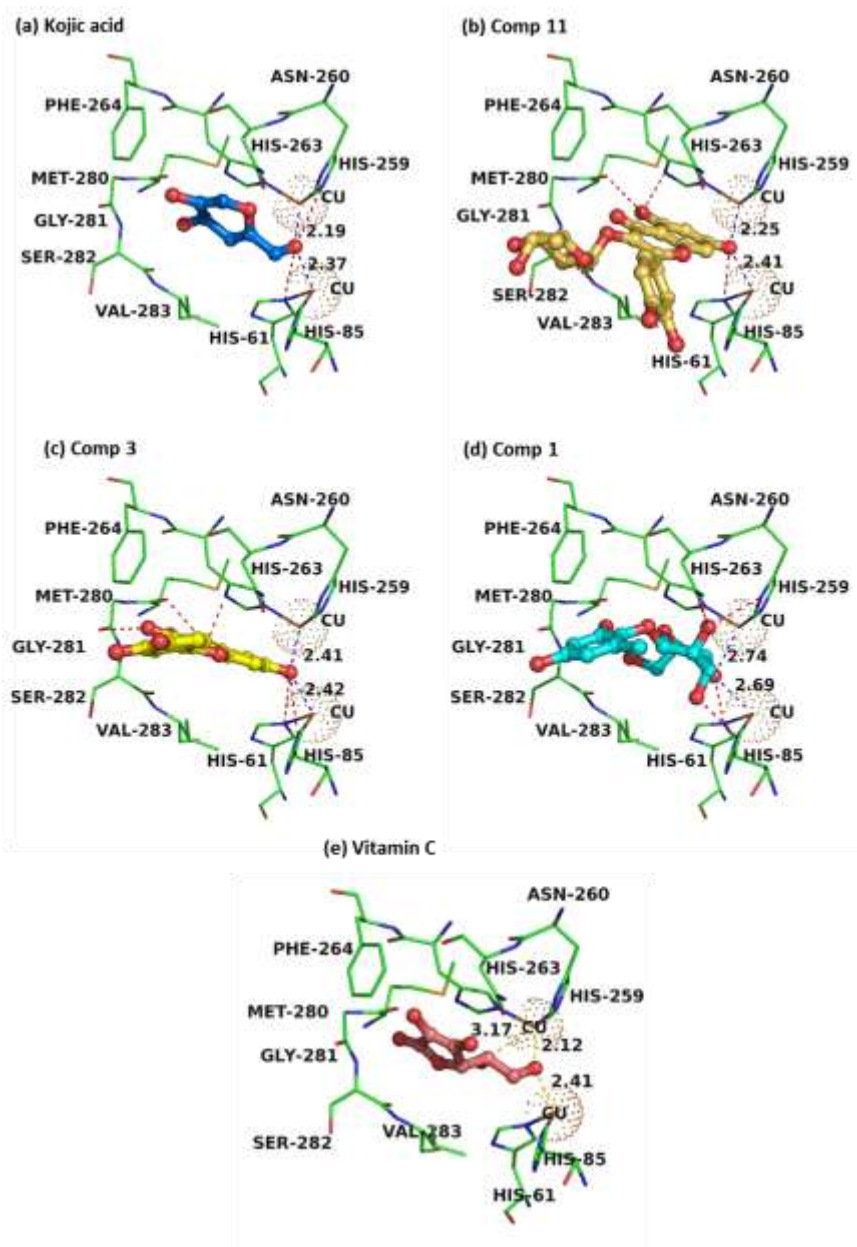 (a) Kojic acid
ASN-260
PHE-264
HIS-263
HIS-259
MET-280
CU
GLY-281
2.19
SER-282
2.37
CU
VAL-283
HIS-61
HIS-85
(b) Comp 11
ASN-260
PHE-264
HIS-263
HIS-259
MET-280
CU
GLY-281
2.25
2.41
SER-282
CU
VAL-283
HIS-85
HIS-61
(c) Comp 3
ASN-260
PHE-264
HIS-263
HIS-259
MET-280
CU
GLY-281
2.41
2.42
SER-282
CU
VAL-283
HIS-61
HIS-85
(d) Comp 1
ASN-260
PHE-264
HIS-263
HIS-259
MET-280
CU
GLY-281
2.74
2.69
SER-282
CU
VAL-283
HIS-61
HIS-85
(e) Vitamin C
ASN-260
PHE-264
HIS-263
HIS-259
MET-280
3.17
CU
2.12
GLY-281
2.41
CU
SER-282
VAL-283
HIS-85
HIS-61